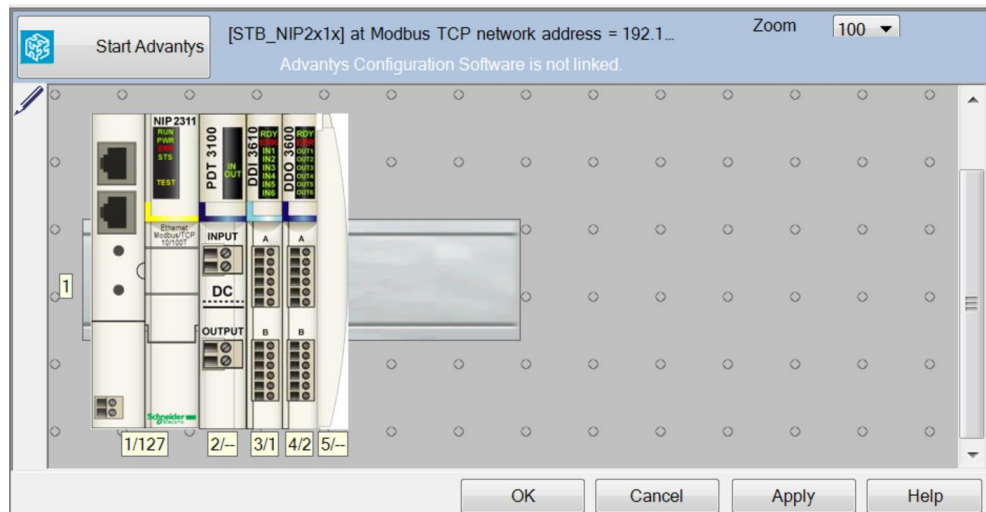 Start Advantys
[STB_NIP2x1x] at Modbus TCP network address = 192.1...
Zoom
100
Advantys Configuration Software is not linked.
NIP 2311
RUN
PWR
ERR
STS
TEST
PDT 3100
IN
OUT
DDI 3610
RDY
ERR
IN1
IN2
IN3
IN4
IN5
IN6
DDO 3600
RDY
ERR
OUT1
OUT2
OUT3
OUT4
OUT5
OUT6
Ethernet
Modbus/TCP
10/100T
INPUT
A
A
1
DC
OUTPUT
B
B
Schneider
Electric
1/127
2/--
3/1
4/2
5/--
OK
Cancel
Apply
Help